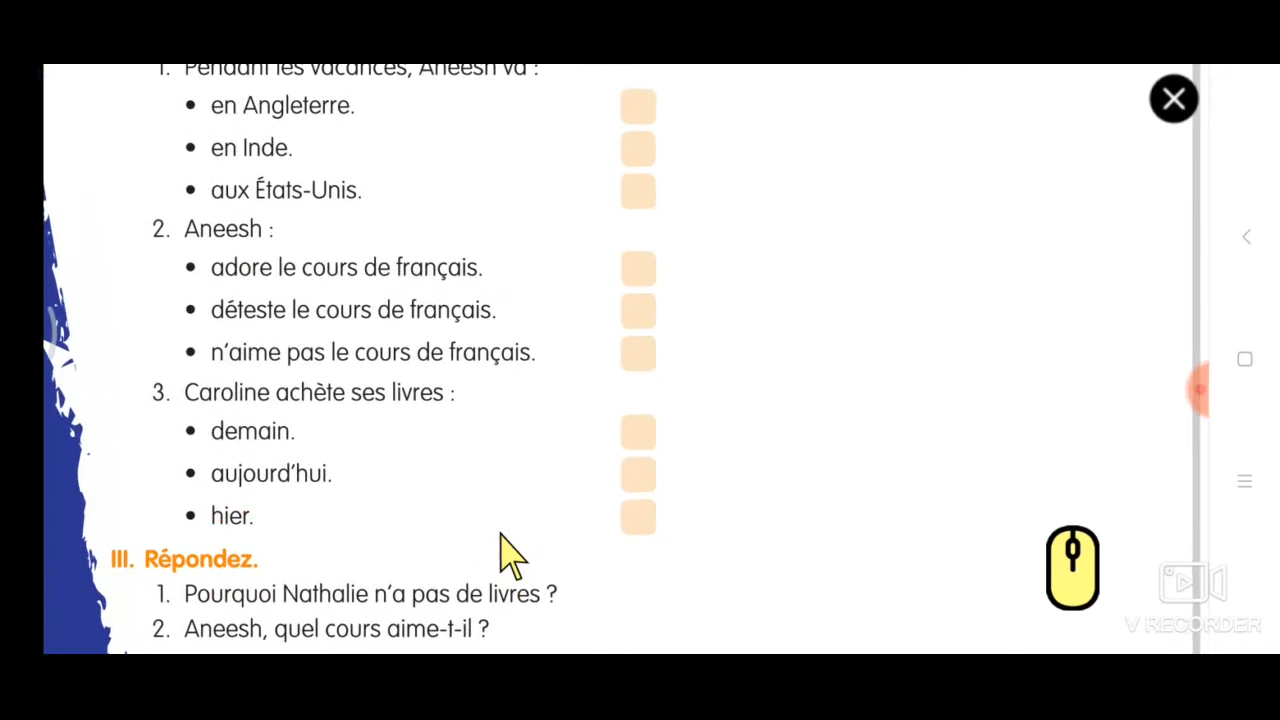 1. Pendant les vacances, Aneesh va :
• en Angleterre.
• en Inde.
• aux États-Unis.
2. Aneesh :
• adore le cours de français.
• déteste le cours de français.
• n'aime pas le cours de français.
3. Caroline achète ses livres :
• demain.
• aujourd'hui.
• hier.
III. Répondez.
1. Pourquoi Nathalie n'a pas de livres ?
2. Aneesh, quel cours aime-t-il ?
V RECORDER